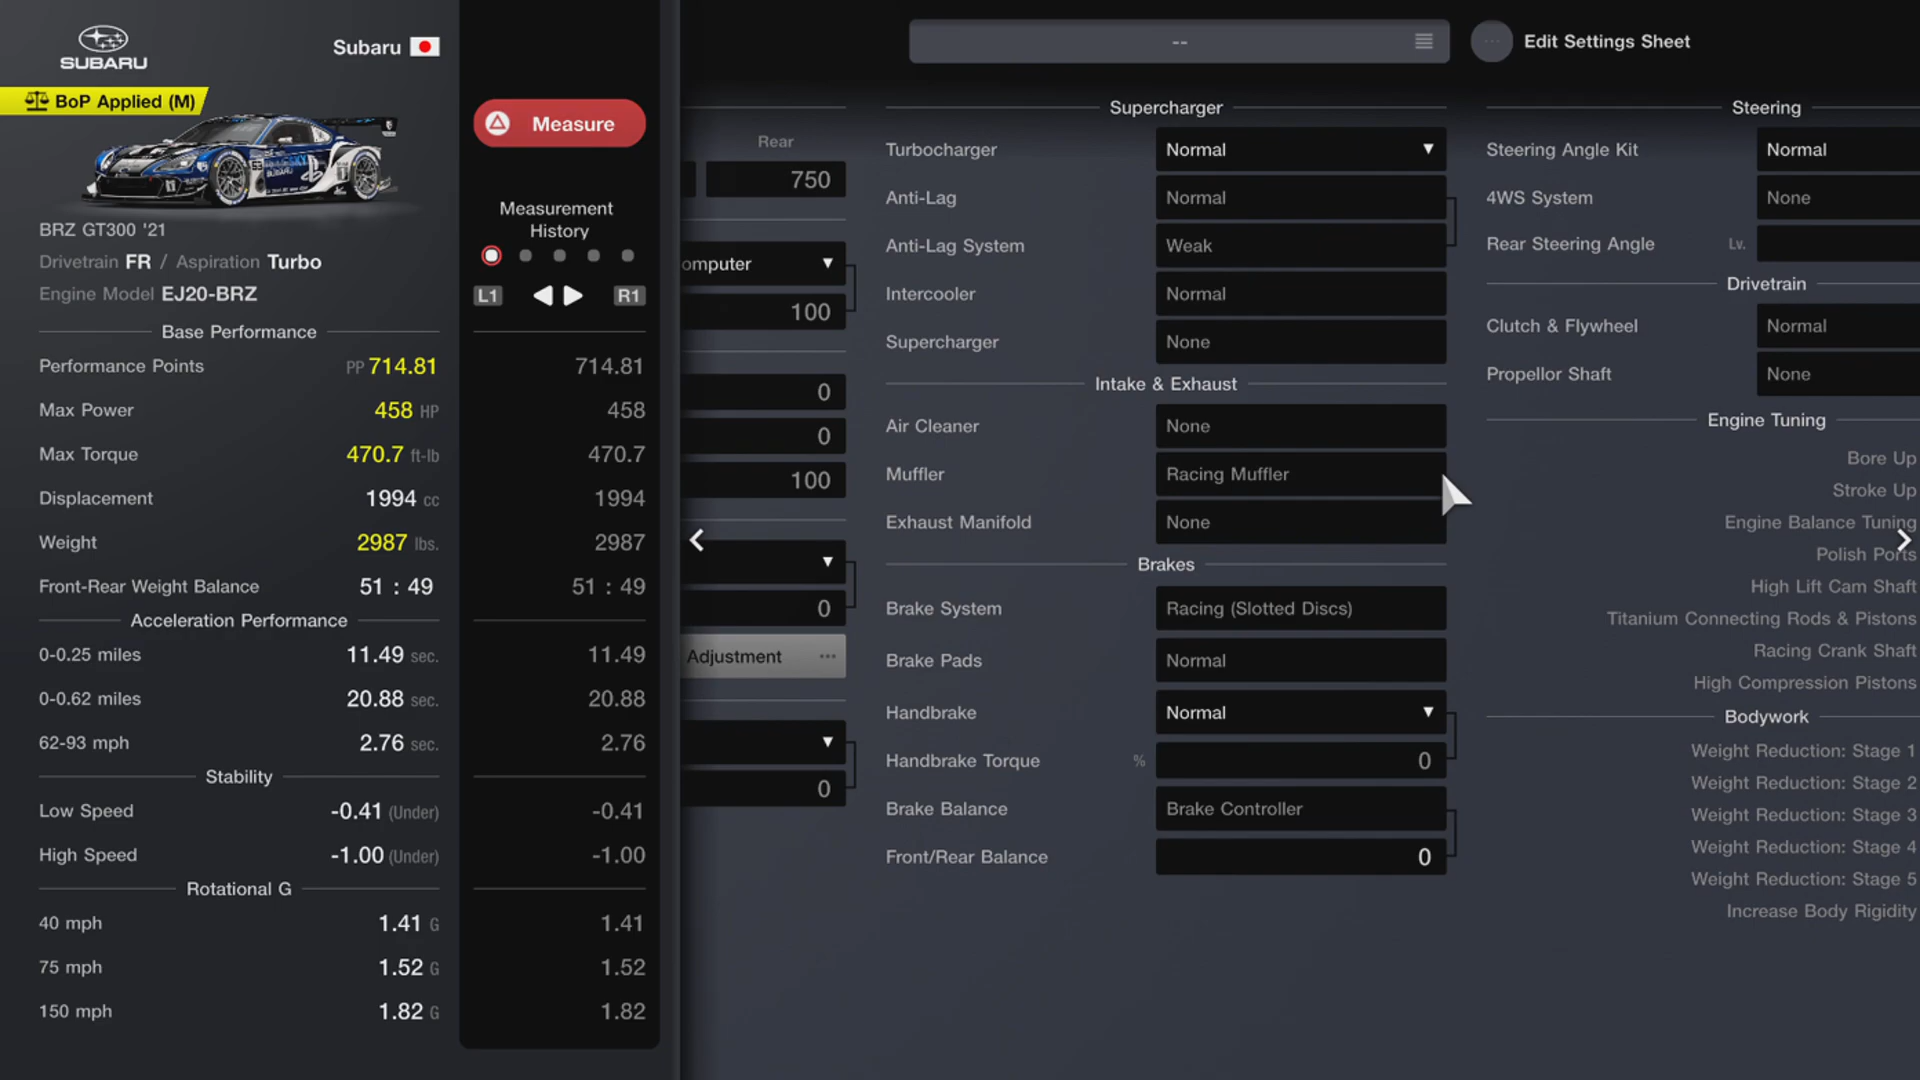 SUBARU
Subaru
BoP Applied (M)
BRZ GT300 '21
Drivetrain FR / Aspiration Turbo
Engine Model EJ20-BRZ
Base Performance
Performance Points PP 714.81
Max Power 458 HP
Max Torque 470.7 ft-lb
Displacement 1994 cc
Weight 2987 lbs.
Front-Rear Weight Balance 51 : 49
Acceleration Performance
0-0.25 miles 11.49 sec.
0-0.62 miles 20.88 sec.
62-93 mph 2.76 sec.
Stability
Low Speed -0.41 (Under)
High Speed -1.00 (Under)
Rotational G
40 mph 1.41 G
75 mph 1.52 G
150 mph 1.82 G
Measure
Measurement
History
L1 R1
714.81
458
470.7
1994
2987
51 : 49
11.49
20.88
2.76
-0.41
-1.00
1.41
1.52
1.82
--
Edit Settings Sheet
Rear
750
omputer
100
0
0
100
0
Adjustment ...
0
Supercharger
Turbocharger Normal
Anti-Lag Normal
Anti-Lag System Weak
Intercooler Normal
Supercharger None
Intake & Exhaust
Air Cleaner None
Muffler Racing Muffler
Exhaust Manifold None
Brakes
Brake System Racing (Slotted Discs)
Brake Pads Normal
Handbrake Normal
Handbrake Torque % 0
Brake Balance Brake Controller
Front/Rear Balance 0
Steering
Steering Angle Kit Normal
4WS System None
Rear Steering Angle Lv.
Drivetrain
Clutch & Flywheel Normal
Propellor Shaft None
Engine Tuning
Bore Up
Stroke Up
Engine Balance Tuning
Polish Ports
High Lift Cam Shaft
Titanium Connecting Rods & Pistons
Racing Crank Shaft
High Compression Pistons
Bodywork
Weight Reduction: Stage 1
Weight Reduction: Stage 2
Weight Reduction: Stage 3
Weight Reduction: Stage 4
Weight Reduction: Stage 5
Increase Body Rigidity